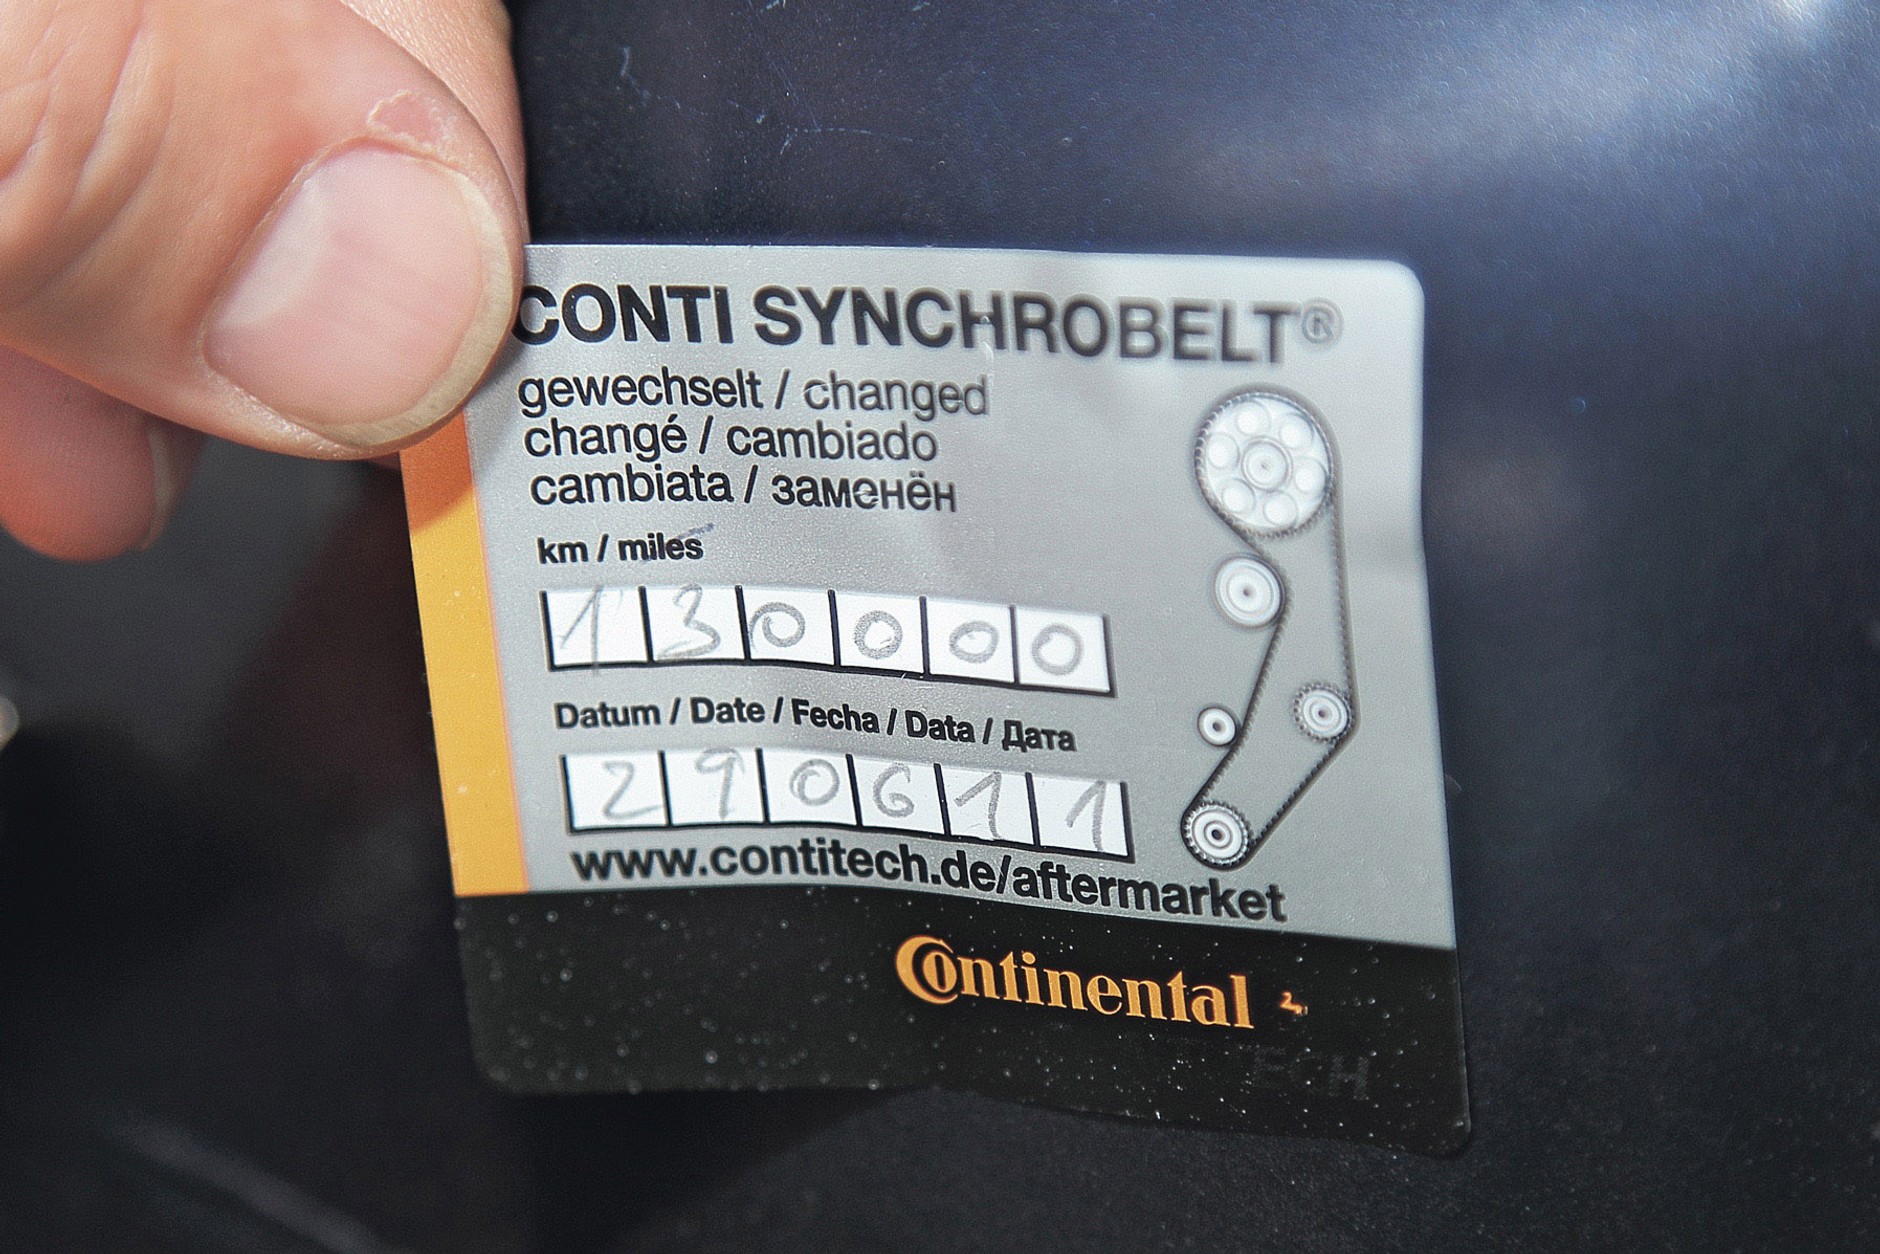 CONTI SYNCHROBELT®
gewechselt / changed
changé / cambiado
cambiata / заменён
km / miles
130000
Datum / Date / Fecha / Data / Дата
290611
www.contitech.de/aftermarket
Continental